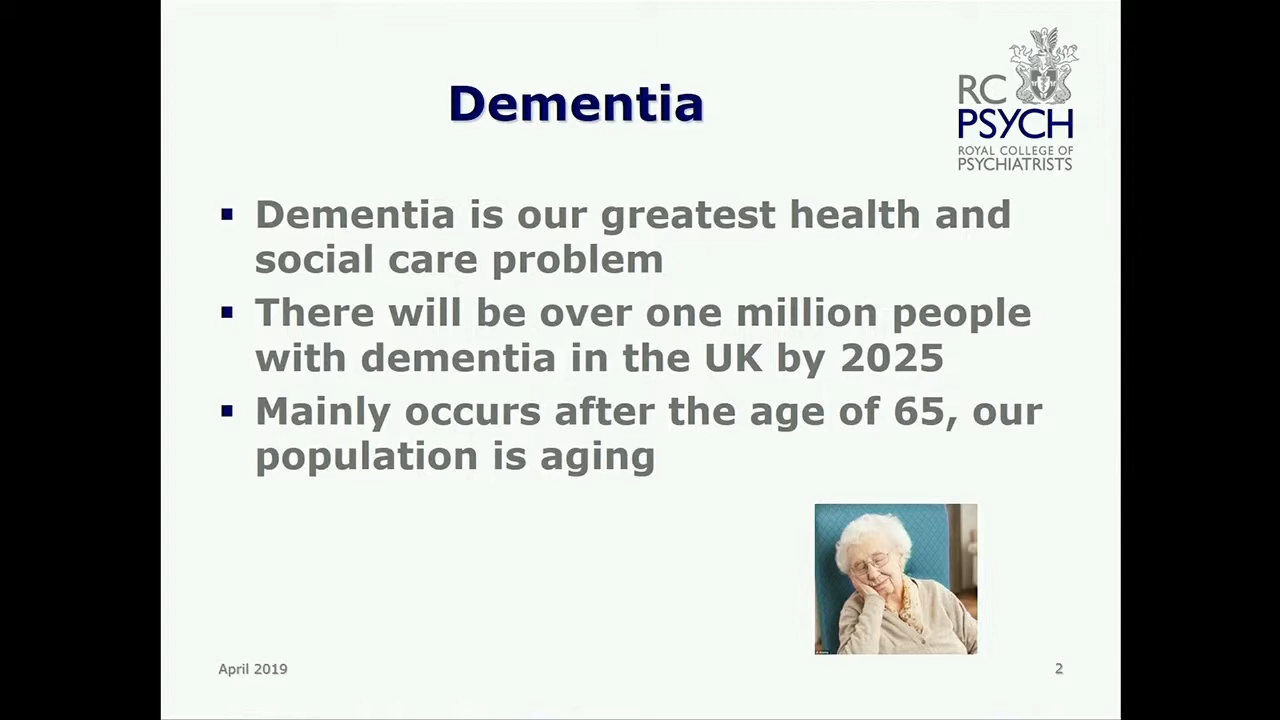 Dementia
RC
PSYCH
ROYAL COLLEGE OF
PSYCHIATRISTS
▪ Dementia is our greatest health and
social care problem
▪ There will be over one million people
with dementia in the UK by 2025
▪ Mainly occurs after the age of 65, our
population is aging
April 2019
2